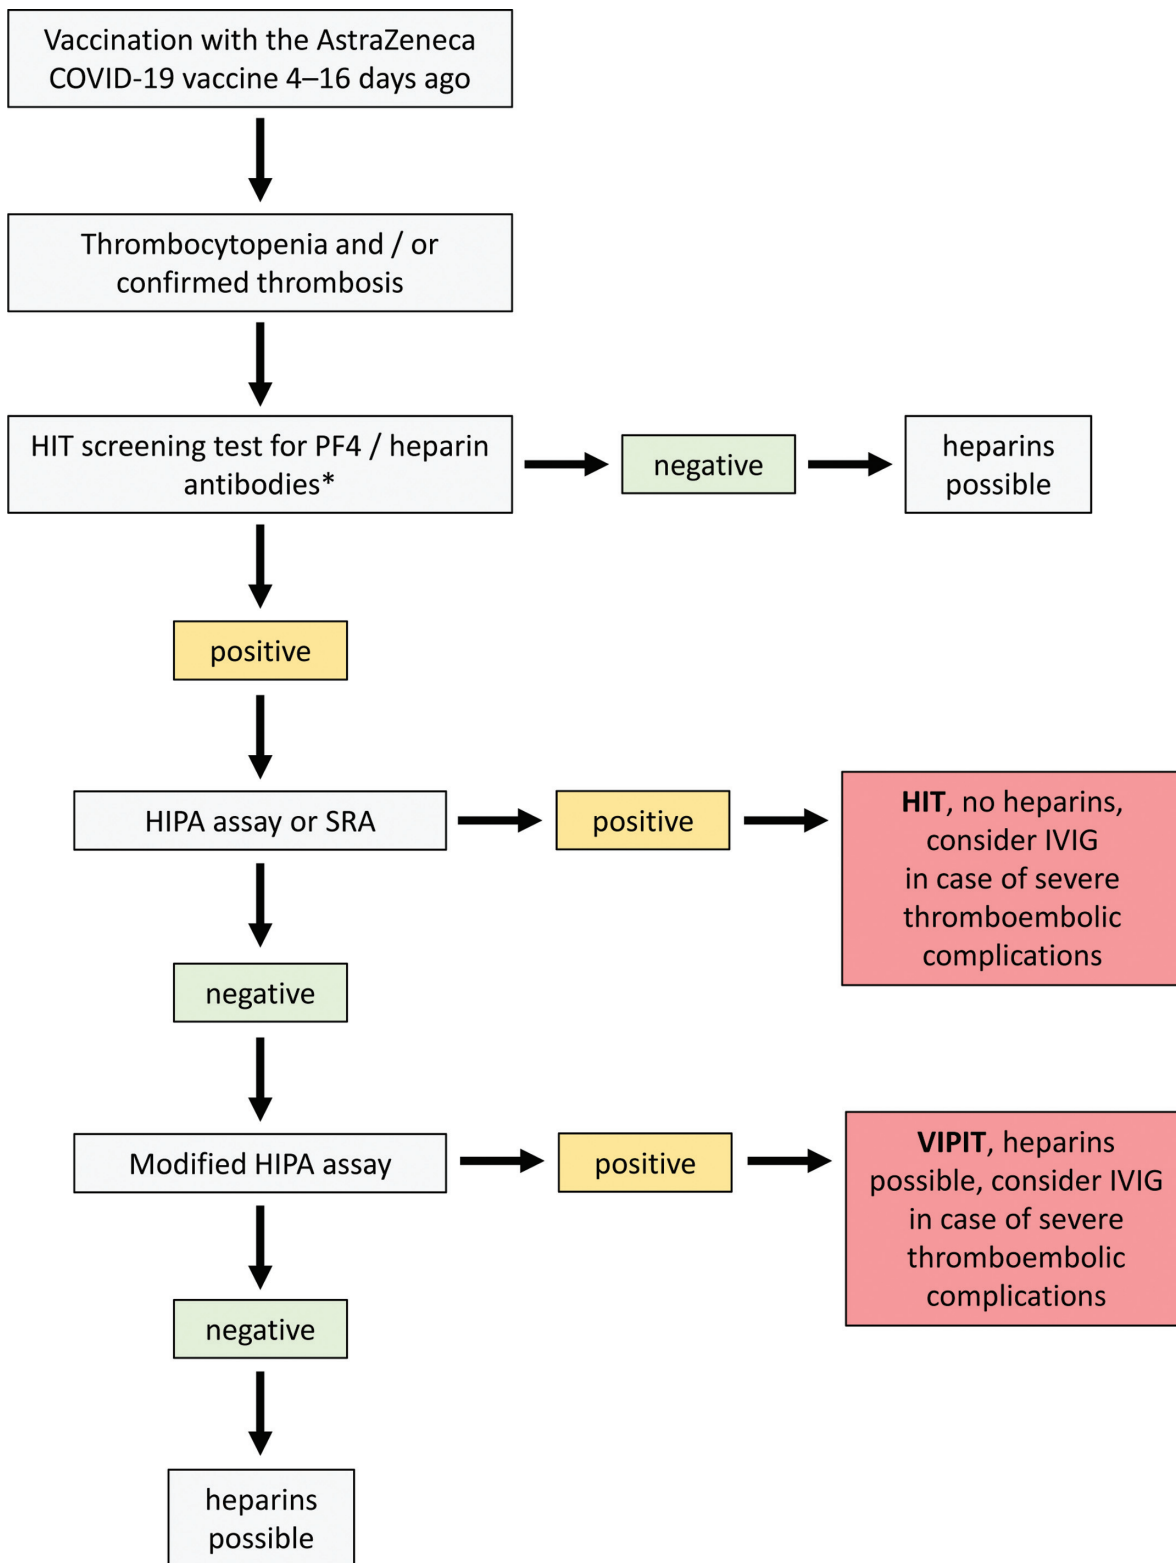 Vaccination with the AstraZeneca
COVID-19 vaccine 4–16 days ago
Thrombocytopenia and / or
confirmed thrombosis
HIT screening test for PF4 / heparin
antibodies*
negative
heparins
possible
positive
HIPA assay or SRA
positive
HIT, no heparins,
consider IVIG
in case of severe
thromboembolic
complications
negative
Modified HIPA assay
positive
VIPIT, heparins
possible, consider IVIG
in case of severe
thromboembolic
complications
negative
heparins
possible